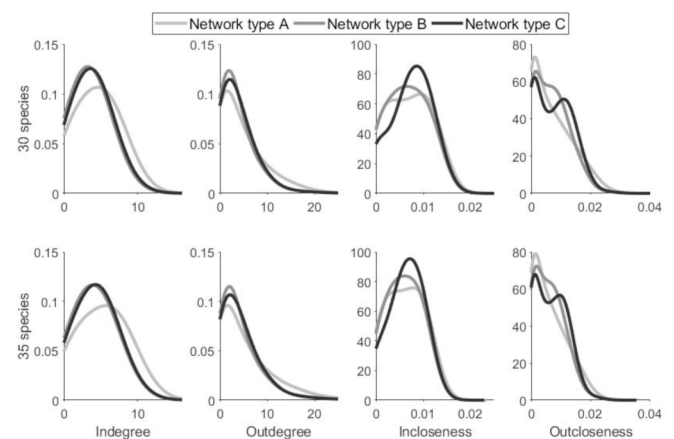 Network type A Network type B Network type C
0.15 0.15 100 80
0.1 0.1 80 60
0.05 0.05 60 40
0 0 40 20
20 0
0
0 10 0 10 20 0 0.01 0.02 0 0.02 0.04
30 species
0.15 0.15 100 80
0.1 0.1 80 60
0.05 0.05 60 40
0 0 40 20
20 0
0
0 10 0 10 20 0 0.01 0.02 0 0.02 0.04
35 species
Indegree Outdegree Incloseness Outcloseness